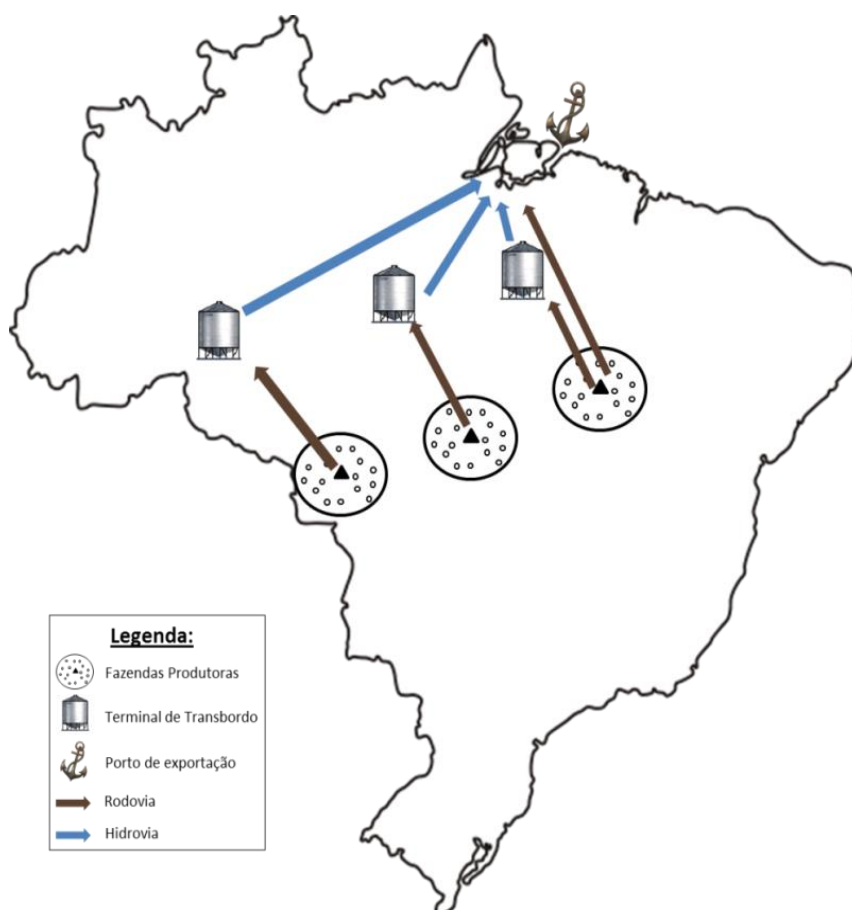 Legenda:
Fazendas Produtoras
Terminal de Transbordo
Porto de exportação
Rodovia
Hidrovia